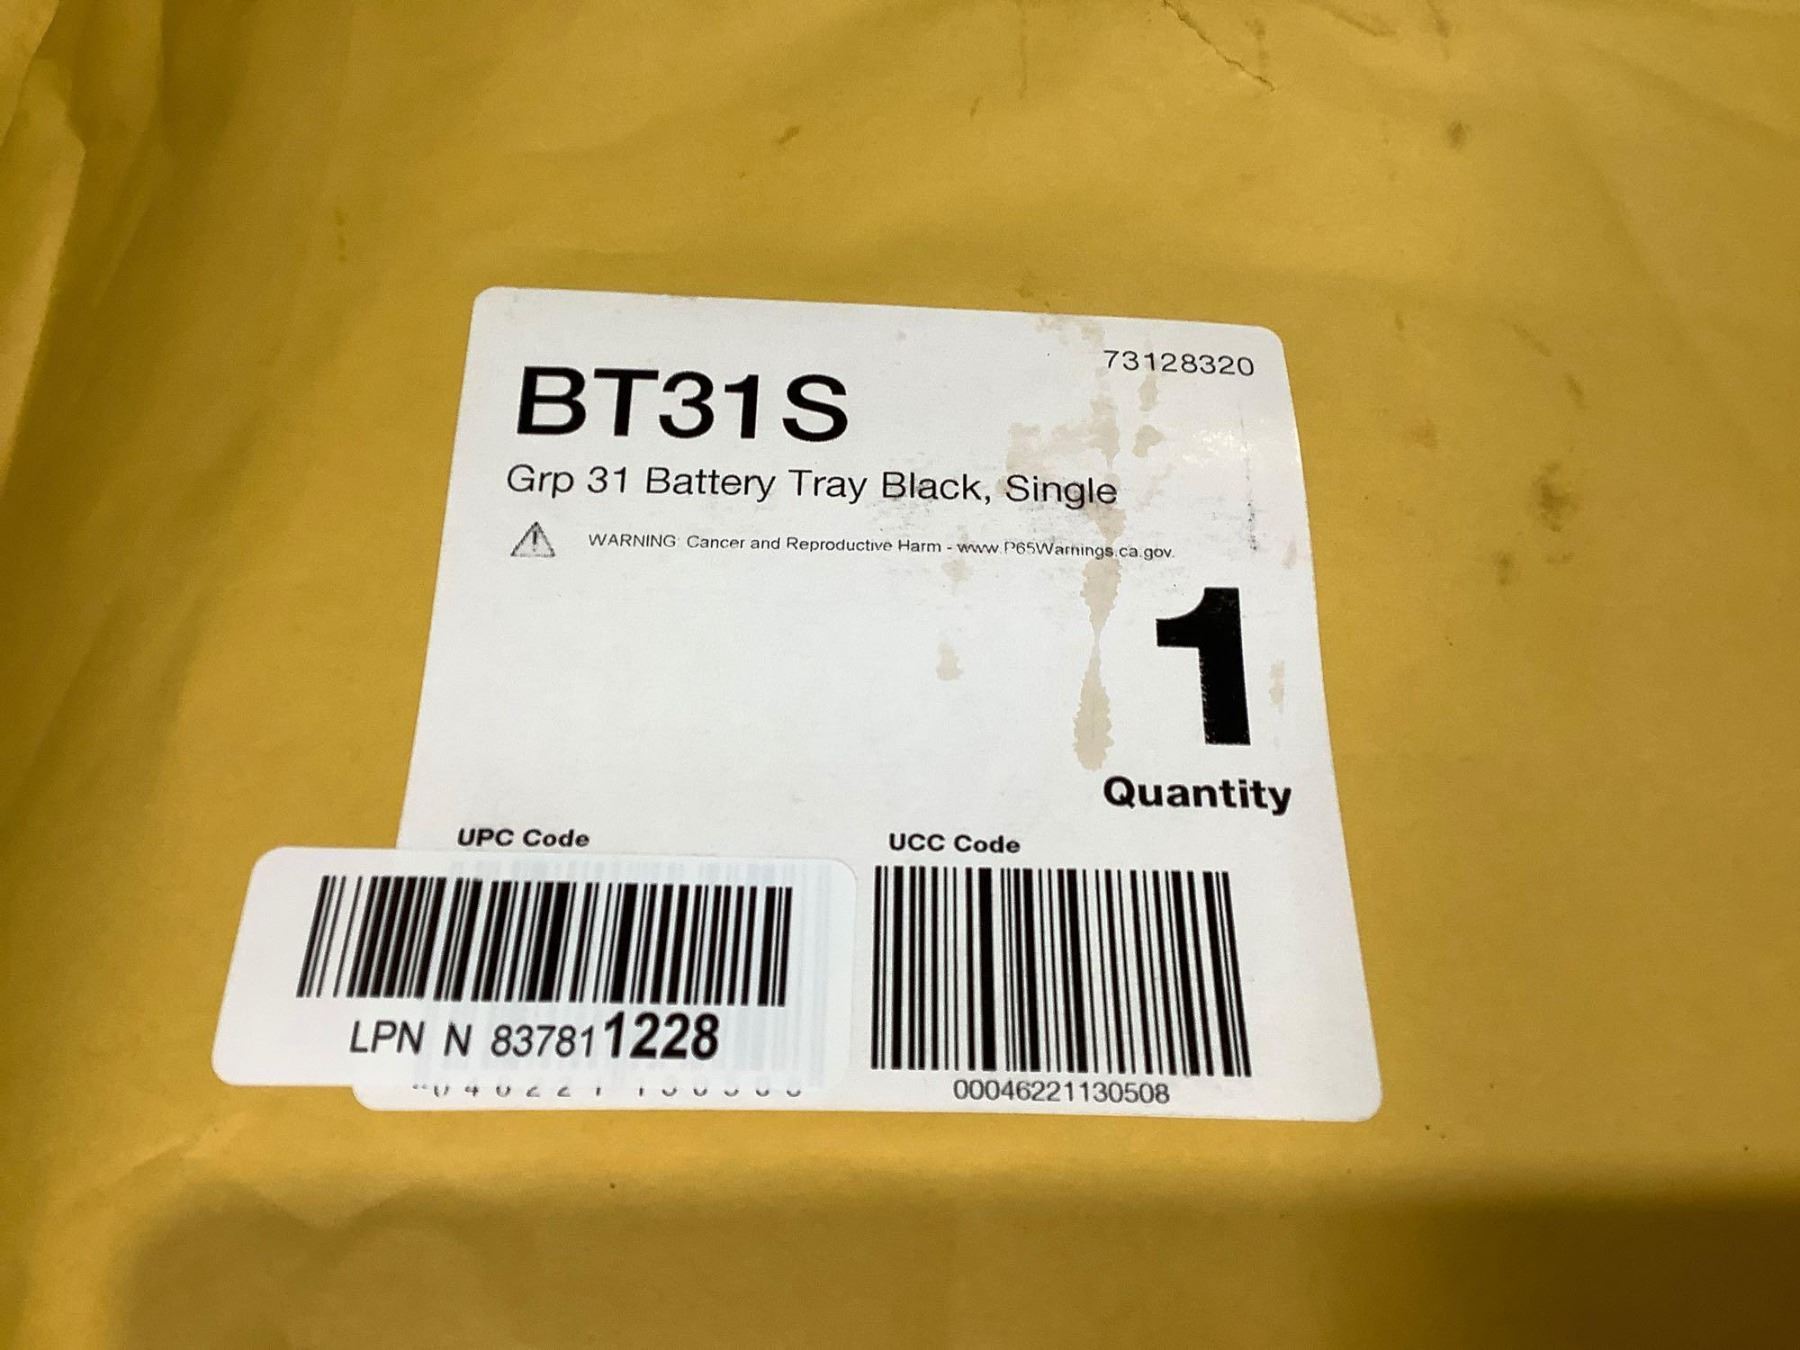 73128320
BT31S
Grp 31 Battery Tray Black, Single
WARNING: Cancer and Reproductive Harm - www.P65Warnings.ca.gov.
1
Quantity
UPC Code
UCC Code
LPN N 837811228
00046221130508